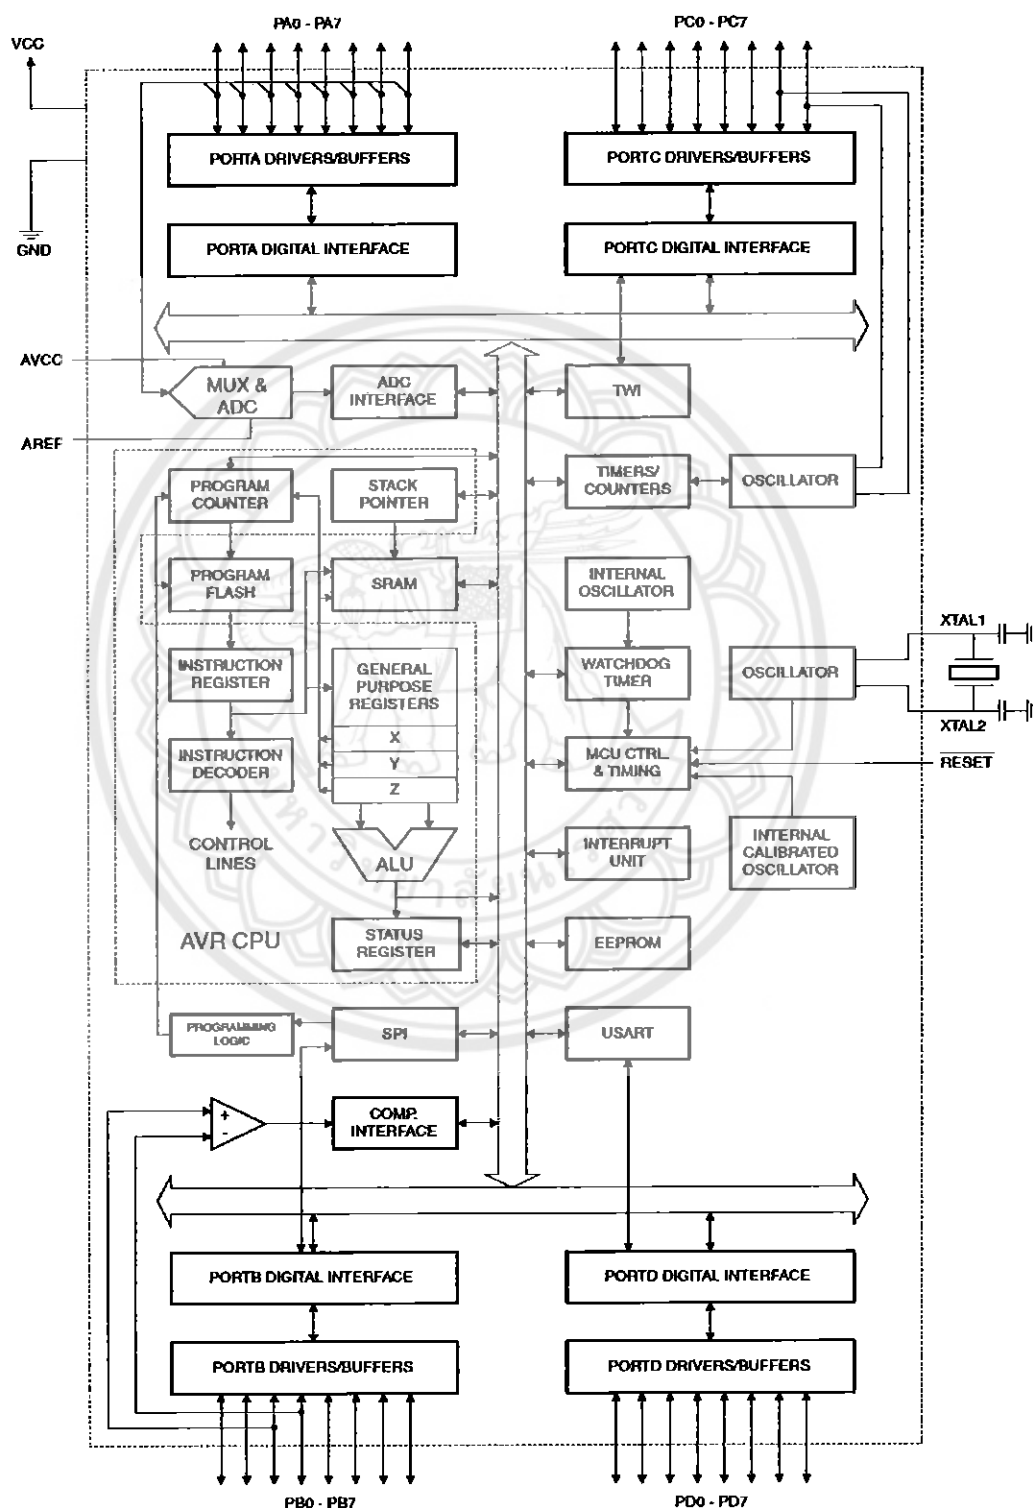 PA0 - PA7
PC0 - PC7
VCC
PORTA DRIVERS/BUFFERS
PORTC DRIVERS/BUFFERS
GND
PORTA DIGITAL INTERFACE
PORTC DIGITAL INTERFACE
AVCC
MUX &
ADC
ADC
INTERFACE
TWI
AREF
PROGRAM
COUNTER
STACK
POINTER
TIMERS/
COUNTERS
OSCILLATOR
PROGRAM
FLASH
SRAM
INTERNAL
OSCILLATOR
XTAL1
INSTRUCTION
REGISTER
GENERAL
PURPOSE
REGISTERS
WATCHDOG
TIMER
OSCILLATOR
XTAL2
X
INSTRUCTION
DECODER
Y
MCU CTRL.
& TIMING
RESET
Z
CONTROL
LINES
ALU
INTERRUPT
UNIT
INTERNAL
CALIBRATED
OSCILLATOR
AVR CPU
STATUS
REGISTER
EEPROM
PROGRAMMING
LOGIC
SPI
USART
+
-
COMP.
INTERFACE
PORTB DIGITAL INTERFACE
PORTD DIGITAL INTERFACE
PORTB DRIVERS/BUFFERS
PORTD DRIVERS/BUFFERS
PB0 - PB7
PD0 - PD7